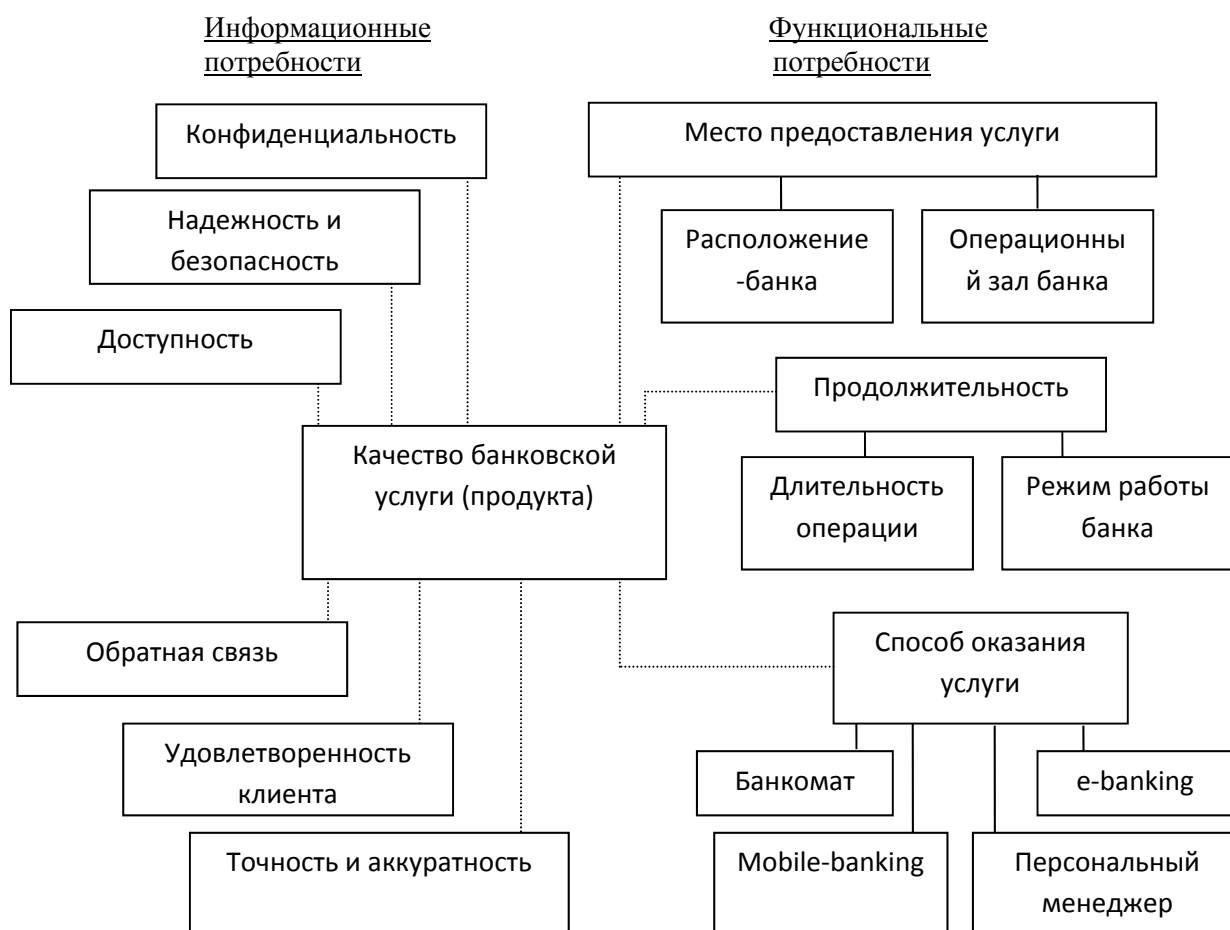 Информационные
потребности
Функциональные
потребности
Конфиденциальность
Место предоставления услуги
Надежность и
безопасность
Расположение
-банка
Операционны
й зал банка
Доступность
Продолжительность
Качество банковской
услуги (продукта)
Длительность
операции
Режим работы
банка
Обратная связь
Способ оказания
услуги
Удовлетворенность
клиента
Банкомат
e-banking
Точность и аккуратность
Mobile-banking
Персональный
менеджер